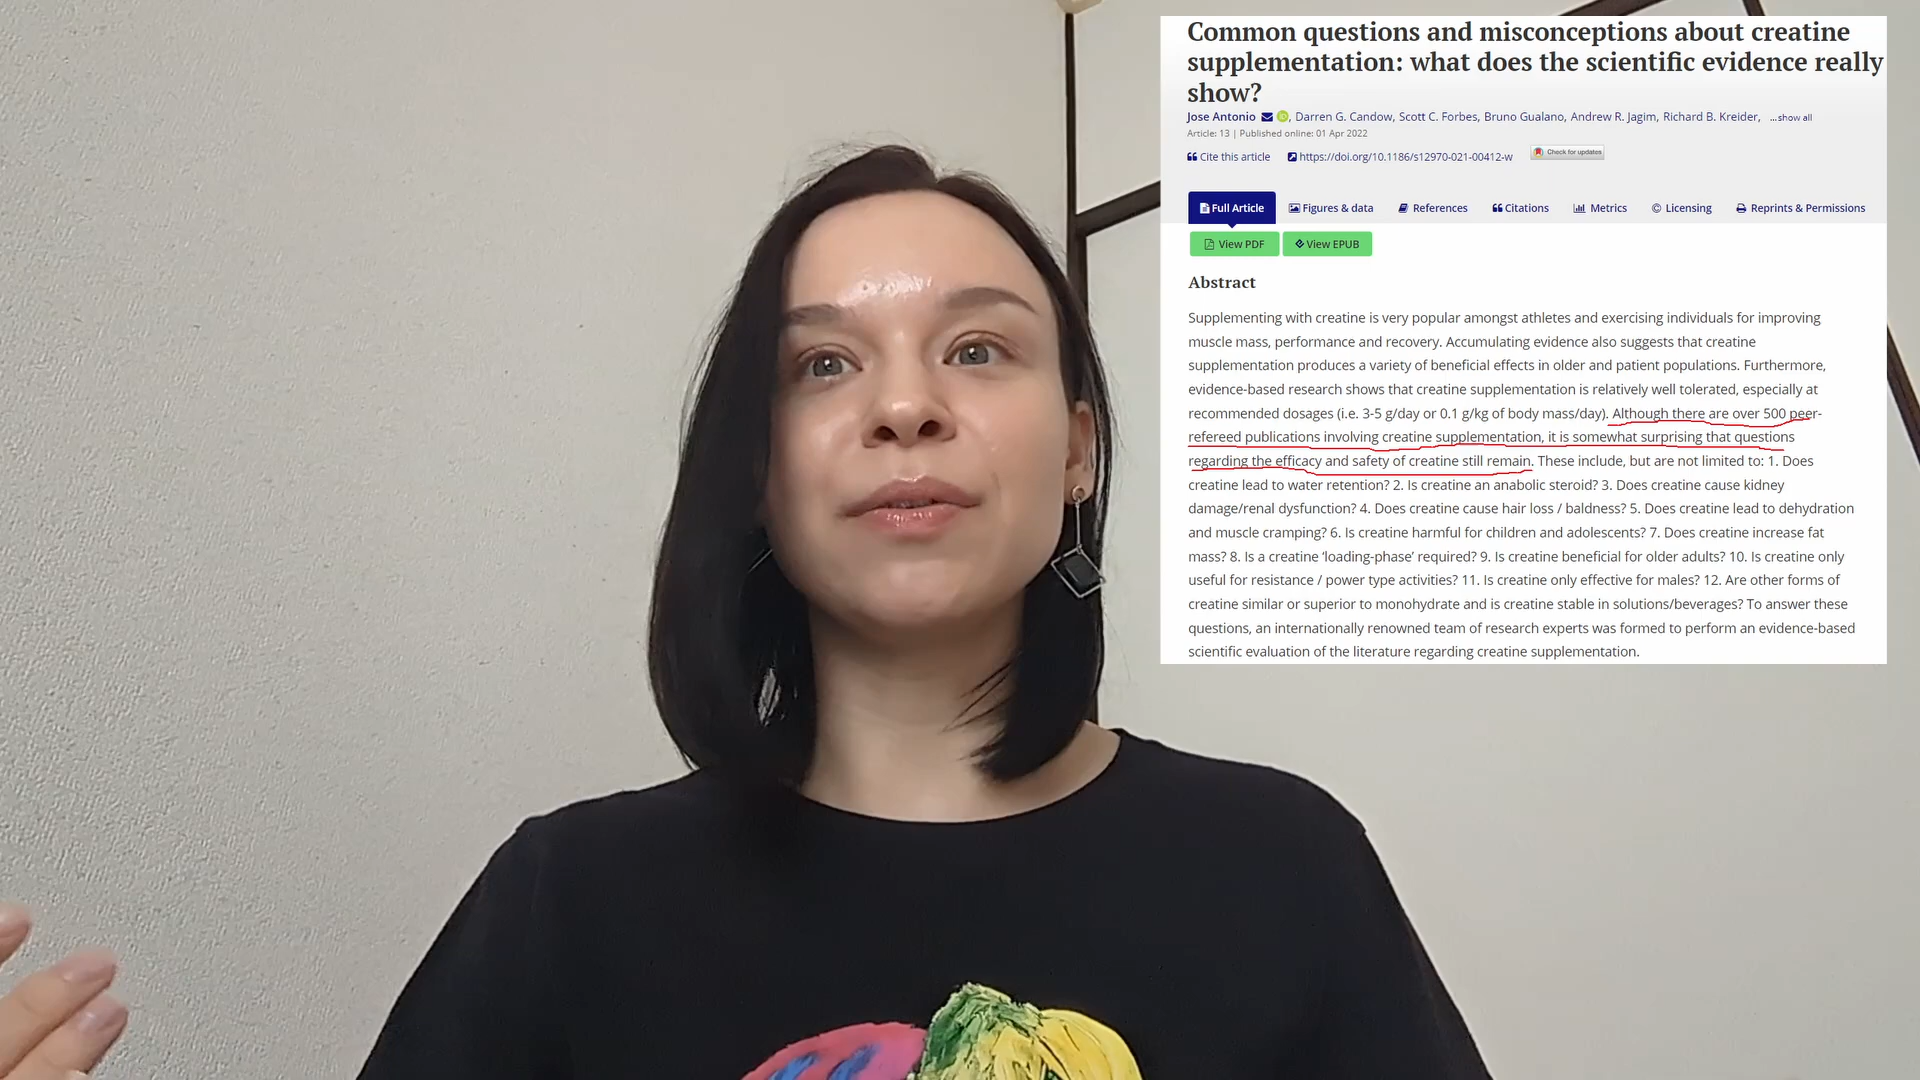 Common questions and misconceptions about creatine
supplementation: what does the scientific evidence really
show?
Jose Antonio , Darren G. Candow, Scott C. Forbes, Bruno Gualano, Andrew R. Jagim, Richard B. Kreider, ...show all
Article: 13 | Published online: 01 Apr 2022
Cite this article https://doi.org/10.1186/s12970-021-00412-w Check for updates
Full Article Figures & data References Citations Metrics Licensing Reprints & Permissions
View PDF View EPUB
Abstract
Supplementing with creatine is very popular amongst athletes and exercising individuals for improving
muscle mass, performance and recovery. Accumulating evidence also suggests that creatine
supplementation produces a variety of beneficial effects in older and patient populations. Furthermore,
evidence-based research shows that creatine supplementation is relatively well tolerated, especially at
recommended dosages (i.e. 3-5 g/day or 0.1 g/kg of body mass/day). Although there are over 500 peer-
refereed publications involving creatine supplementation, it is somewhat surprising that questions
regarding the efficacy and safety of creatine still remain. These include, but are not limited to: 1. Does
creatine lead to water retention? 2. Is creatine an anabolic steroid? 3. Does creatine cause kidney
damage/renal dysfunction? 4. Does creatine cause hair loss / baldness? 5. Does creatine lead to dehydration
and muscle cramping? 6. Is creatine harmful for children and adolescents? 7. Does creatine increase fat
mass? 8. Is a creatine ‘loading-phase’ required? 9. Is creatine beneficial for older adults? 10. Is creatine only
useful for resistance / power type activities? 11. Is creatine only effective for males? 12. Are other forms of
creatine similar or superior to monohydrate and is creatine stable in solutions/beverages? To answer these
questions, an internationally renowned team of research experts was formed to perform an evidence-based
scientific evaluation of the literature regarding creatine supplementation.